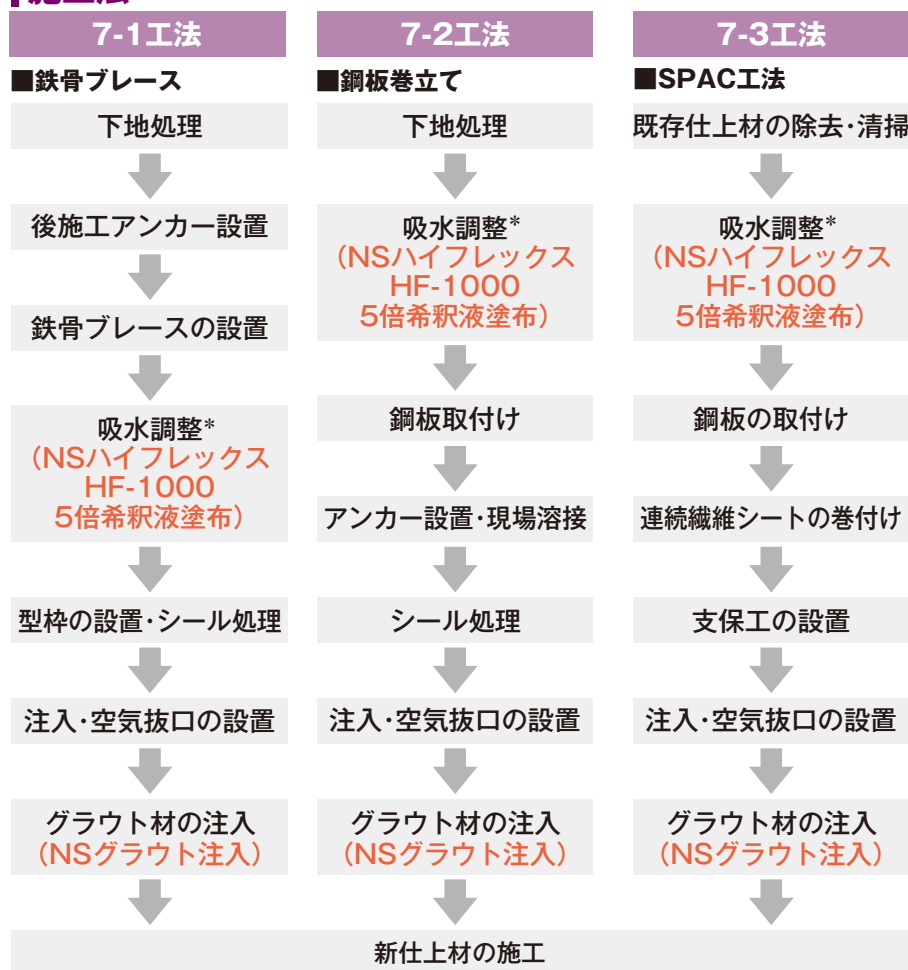 7-1工法
■鉄骨ブレース
下地処理
後施工アンカー設置
鉄骨ブレースの設置
吸水調整*
（NSハイフレックス
HF-1000
5倍希釈液塗布）
型枠の設置・シール処理
注入・空気抜口の設置
グラウト材の注入
（NSグラウト注入）
7-2工法
■鋼板巻立て
下地処理
吸水調整*
（NSハイフレックス
HF-1000
5倍希釈液塗布）
鋼板取付け
アンカー設置・現場溶接
シール処理
注入・空気抜口の設置
グラウト材の注入
（NSグラウト注入）
7-3工法
■SPAC工法
既存仕上材の除去・清掃
吸水調整*
（NSハイフレックス
HF-1000
5倍希釈液塗布）
鋼板の取付け
連続繊維シートの巻付け
支保工の設置
注入・空気抜口の設置
グラウト材の注入
（NSグラウト注入）
新仕上材の施工